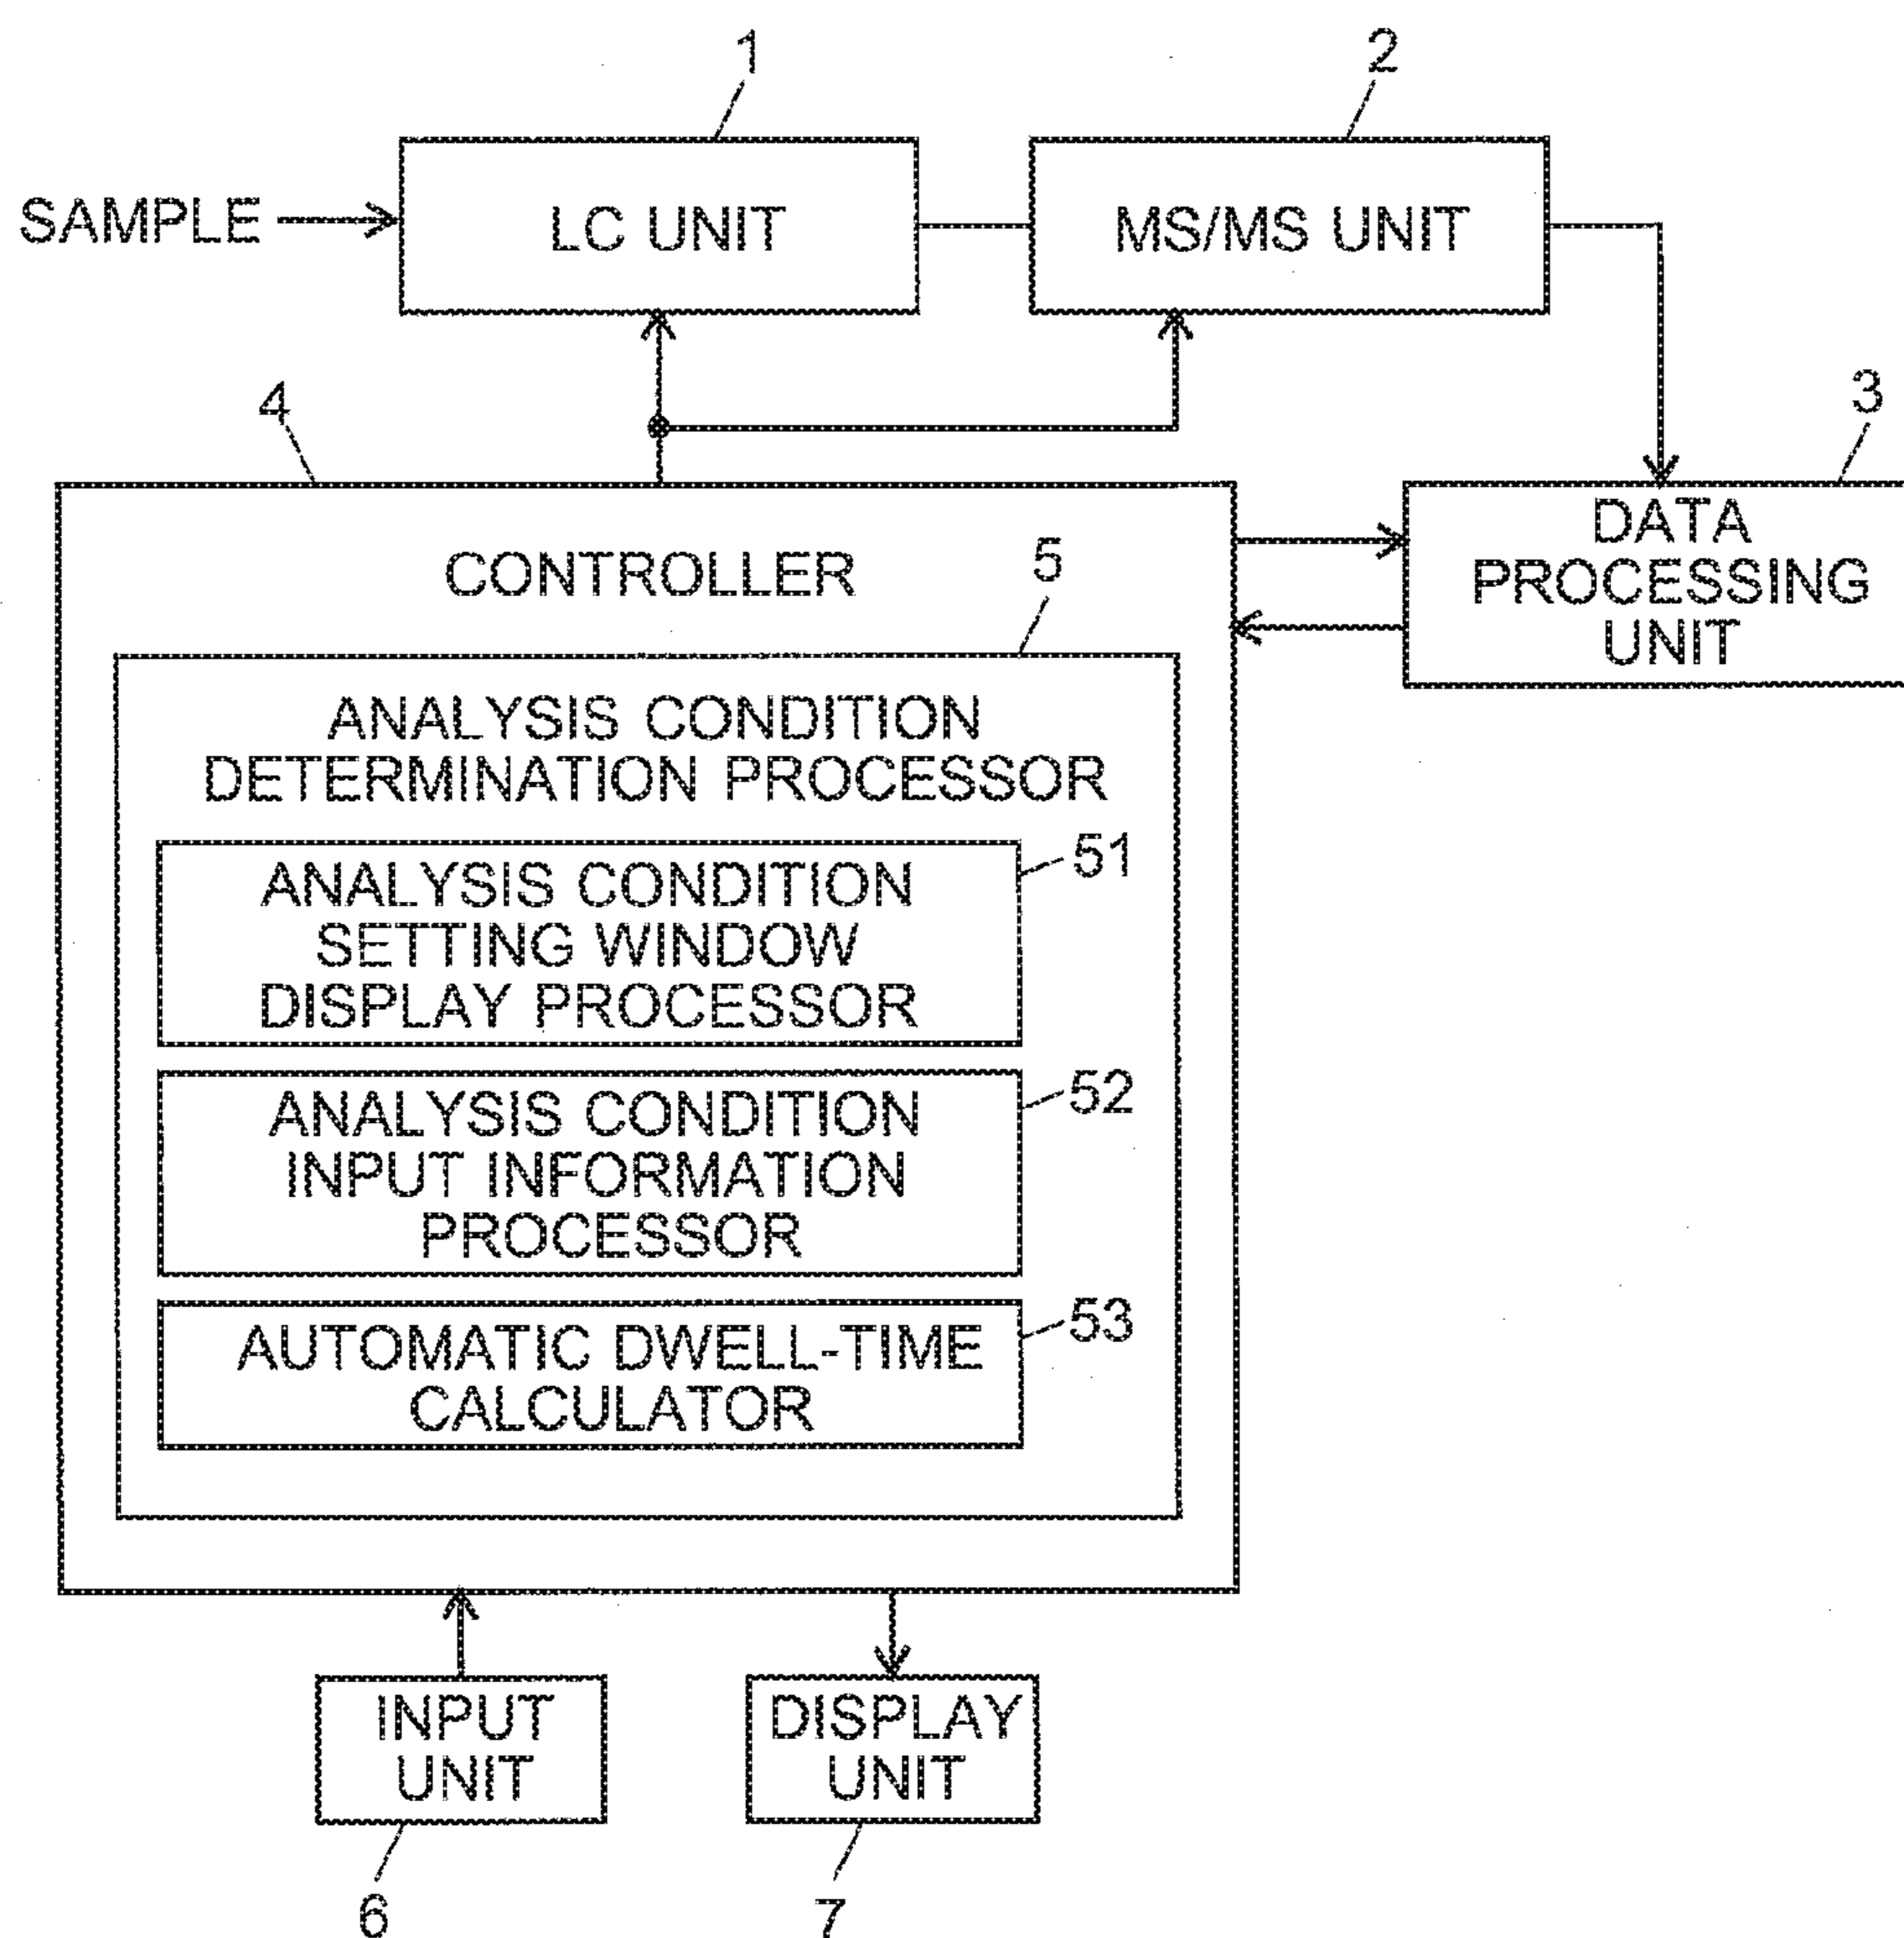 1
2
SAMPLE
LC UNIT
MS/MS UNIT
4
3
CONTROLLER
5
DATA
PROCESSING
UNIT
ANALYSIS CONDITION
DETERMINATION PROCESSOR
51
ANALYSIS CONDITION
SETTING WINDOW
DISPLAY PROCESSOR
52
ANALYSIS CONDITION
INPUT INFORMATION
PROCESSOR
53
AUTOMATIC DWELL-TIME
CALCULATOR
INPUT
UNIT
DISPLAY
UNIT
6
7